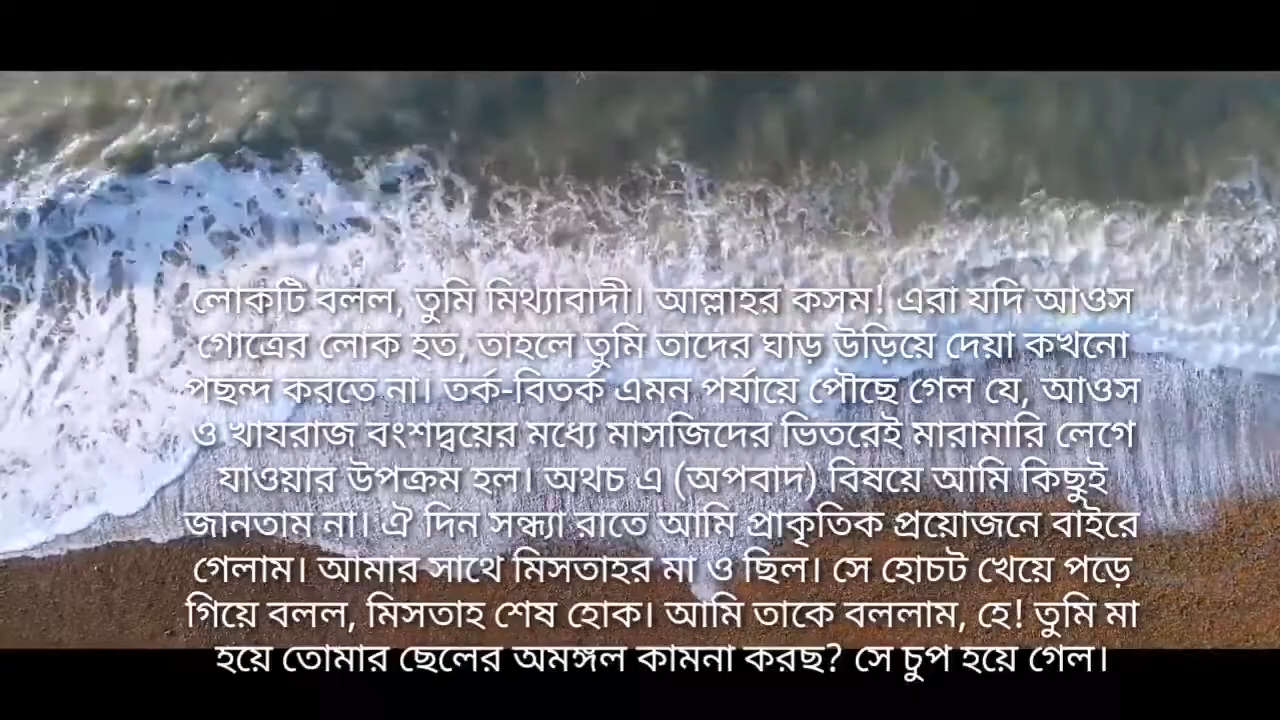 লোকটি বলল, তুমি মিথ্যাবাদী। আল্লাহর কসম! এরা যদি আওস
গোত্রের লোক হত, তাহলে তুমি তাদের ঘাড় উড়িয়ে দেয়া কখনো
পছন্দ করতে না। তর্ক-বিতর্ক এমন পর্যায়ে পৌছে গেল যে, আওস
ও খাযরাজ বংশদ্বয়ের মধ্যে মাসজিদের ভিতরেই মারামারি লেগে
যাওয়ার উপক্রম হল। অথচ এ (অপবাদ) বিষয়ে আমি কিছুই
জানতাম না। ঐ দিন সন্ধ্যা রাতে আমি প্রাকৃতিক প্রয়োজনে বাইরে
গেলাম। আমার সাথে মিসতাহর মা ও ছিল। সে হোচট খেয়ে পড়ে
গিয়ে বলল, মিসতাহ শেষ হোক। আমি তাকে বললাম, হে! তুমি মা
হয়ে তোমার ছেলের অমঙ্গল কামনা করছ? সে চুপ হয়ে গেল।